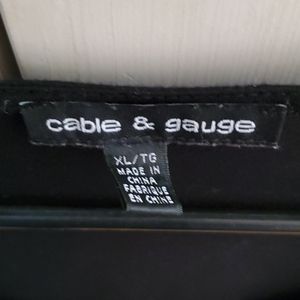 cable & gauge
XL/TG
MADE IN
CHINA
FABRIQUE
EN CHINE